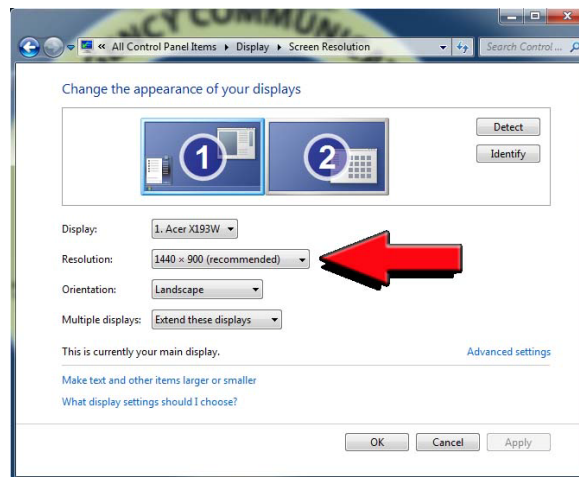 NCY COMMUN
« All Control Panel Items ▸ Display ▸ Screen Resolution
Search Control ...
Change the appearance of your displays
1
2
Detect
Identify
Display: 1. Acer X193W
Resolution: 1440 × 900 (recommended)
Orientation: Landscape
Multiple displays: Extend these displays
This is currently your main display.
Advanced settings
Make text and other items larger or smaller
What display settings should I choose?
OK Cancel Apply